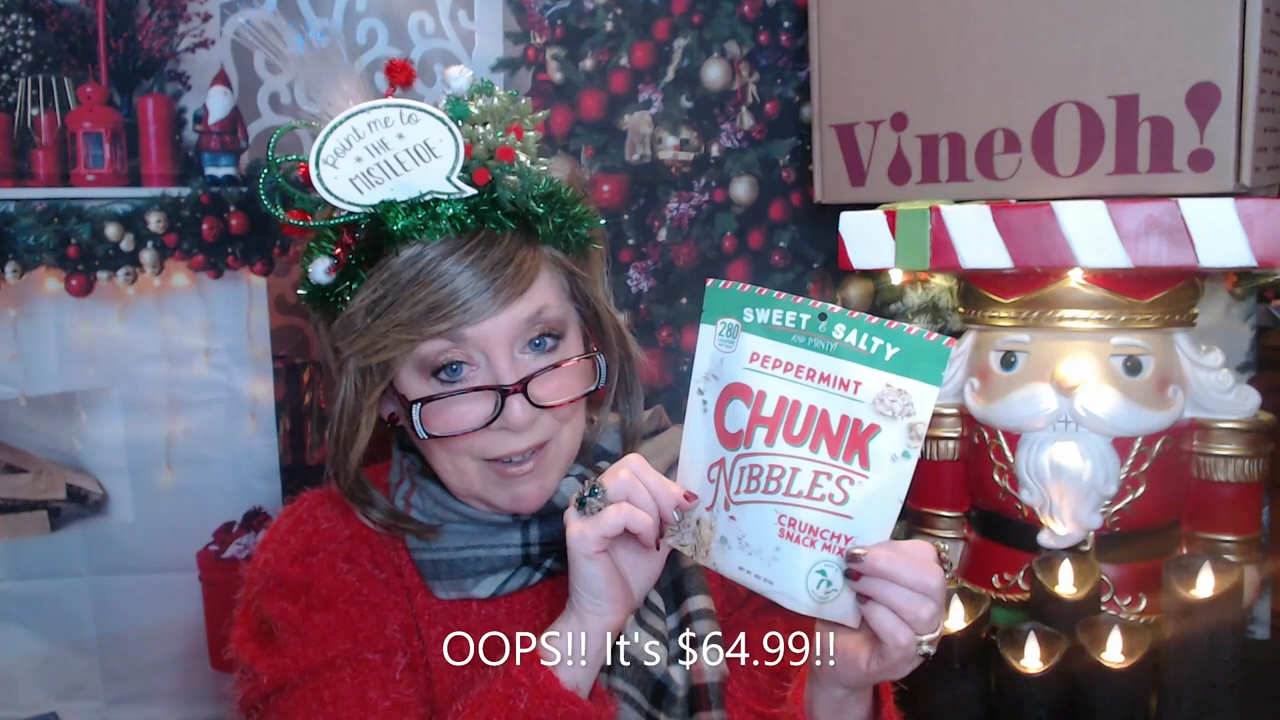 point me to
THE
MISTLETOE
VineOh!
280
SWEET & SALTY
AND MINTY!
PEPPERMINT
CHUNK
NIBBLES
CRUNCHY
SNACK MIX
OOPS!! It's $64.99!!